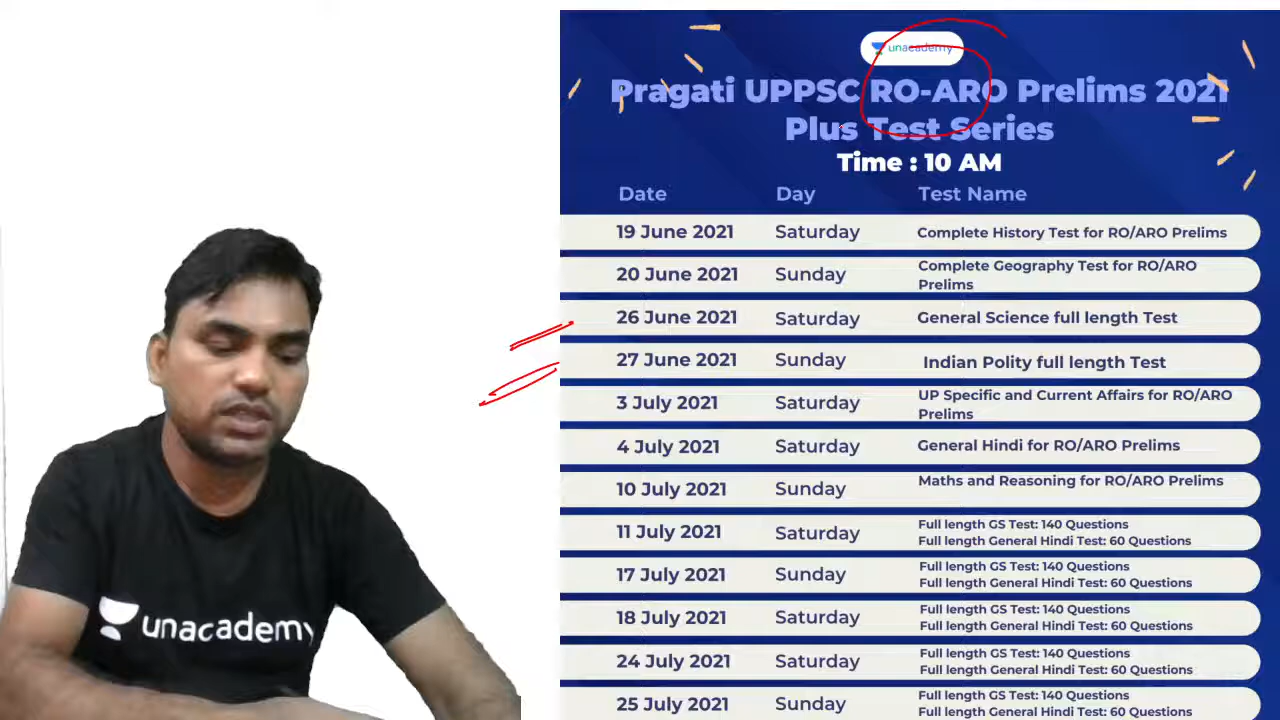 unacademy
Pragati UPPSC RO-ARO Prelims 2021
Plus Test Series
Time : 10 AM
Date Day Test Name
19 June 2021 Saturday Complete History Test for RO/ARO Prelims
20 June 2021 Sunday Complete Geography Test for RO/ARO
Prelims
26 June 2021 Saturday General Science full length Test
27 June 2021 Sunday Indian Polity full length Test
3 July 2021 Saturday UP Specific and Current Affairs for RO/ARO
Prelims
4 July 2021 Saturday General Hindi for RO/ARO Prelims
10 July 2021 Sunday Maths and Reasoning for RO/ARO Prelims
11 July 2021 Saturday Full length GS Test: 140 Questions
Full length General Hindi Test: 60 Questions
17 July 2021 Sunday Full length GS Test: 140 Questions
Full length General Hindi Test: 60 Questions
18 July 2021 Saturday Full length GS Test: 140 Questions
Full length General Hindi Test: 60 Questions
24 July 2021 Saturday Full length GS Test: 140 Questions
Full length General Hindi Test: 60 Questions
25 July 2021 Sunday Full length GS Test: 140 Questions
Full length General Hindi Test: 60 Questions
unacademy